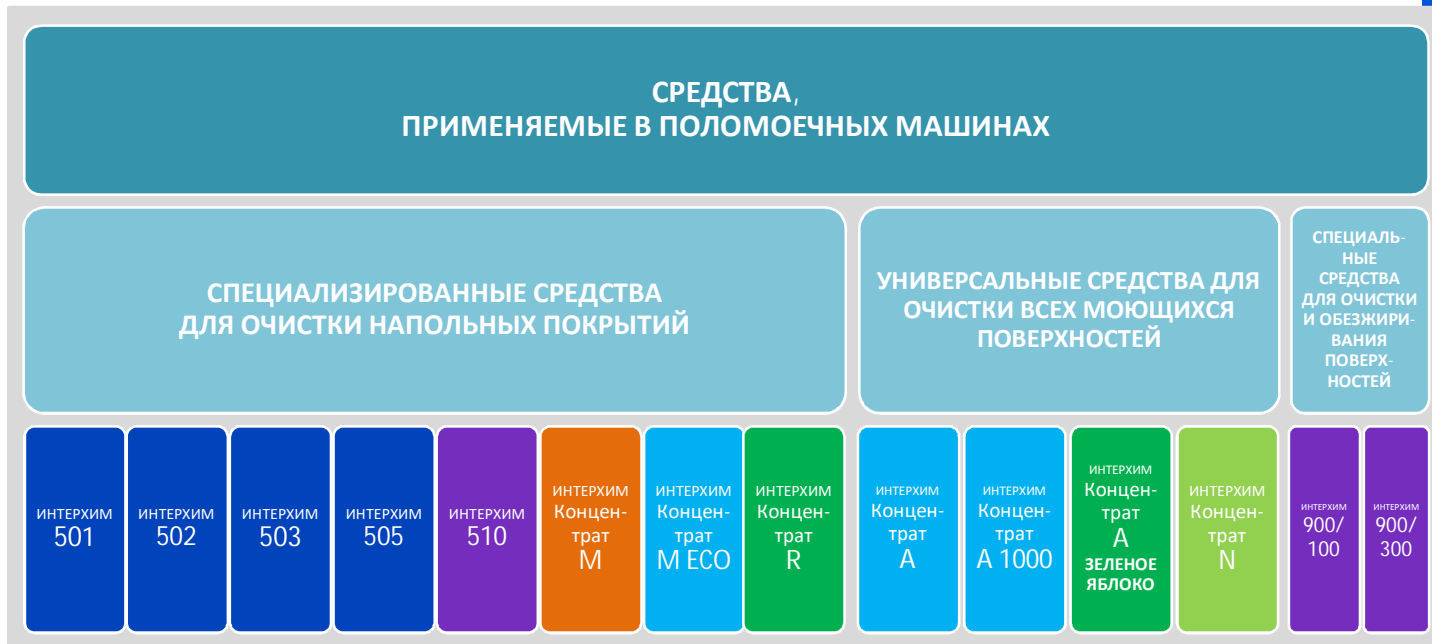 СРЕДСТВА,
ПРИМЕНЯЕМЫЕ В ПОЛОМОЕЧНЫХ МАШИНАХ
СПЕЦИАЛИЗИРОВАННЫЕ СРЕДСТВА
ДЛЯ ОЧИСТКИ НАПОЛЬНЫХ ПОКРЫТИЙ
УНИВЕРСАЛЬНЫЕ СРЕДСТВА ДЛЯ
ОЧИСТКИ ВСЕХ МОЮЩИХСЯ
ПОВЕРХНОСТЕЙ
СПЕЦИАЛЬ-
НЫЕ
СРЕДСТВА
ДЛЯ ОЧИСТКИ
И ОБЕЗЖИРИ-
ВАНИЯ
ПОВЕРХ-
НОСТЕЙ
ИНТЕРХИМ
501
ИНТЕРХИМ
502
ИНТЕРХИМ
503
ИНТЕРХИМ
505
ИНТЕРХИМ
510
ИНТЕРХИМ
Концен-
трат
M
ИНТЕРХИМ
Концен-
трат
M ECO
ИНТЕРХИМ
Концен-
трат
R
ИНТЕРХИМ
Концен-
трат
A
ИНТЕРХИМ
Концен-
трат
A 1000
ИНТЕРХИМ
Концен-
трат
A
ЗЕЛЕНОЕ
ЯБЛОКО
ИНТЕРХИМ
Концен-
трат
N
ИНТЕРХИМ
900/
100
ИНТЕРХИМ
900/
300